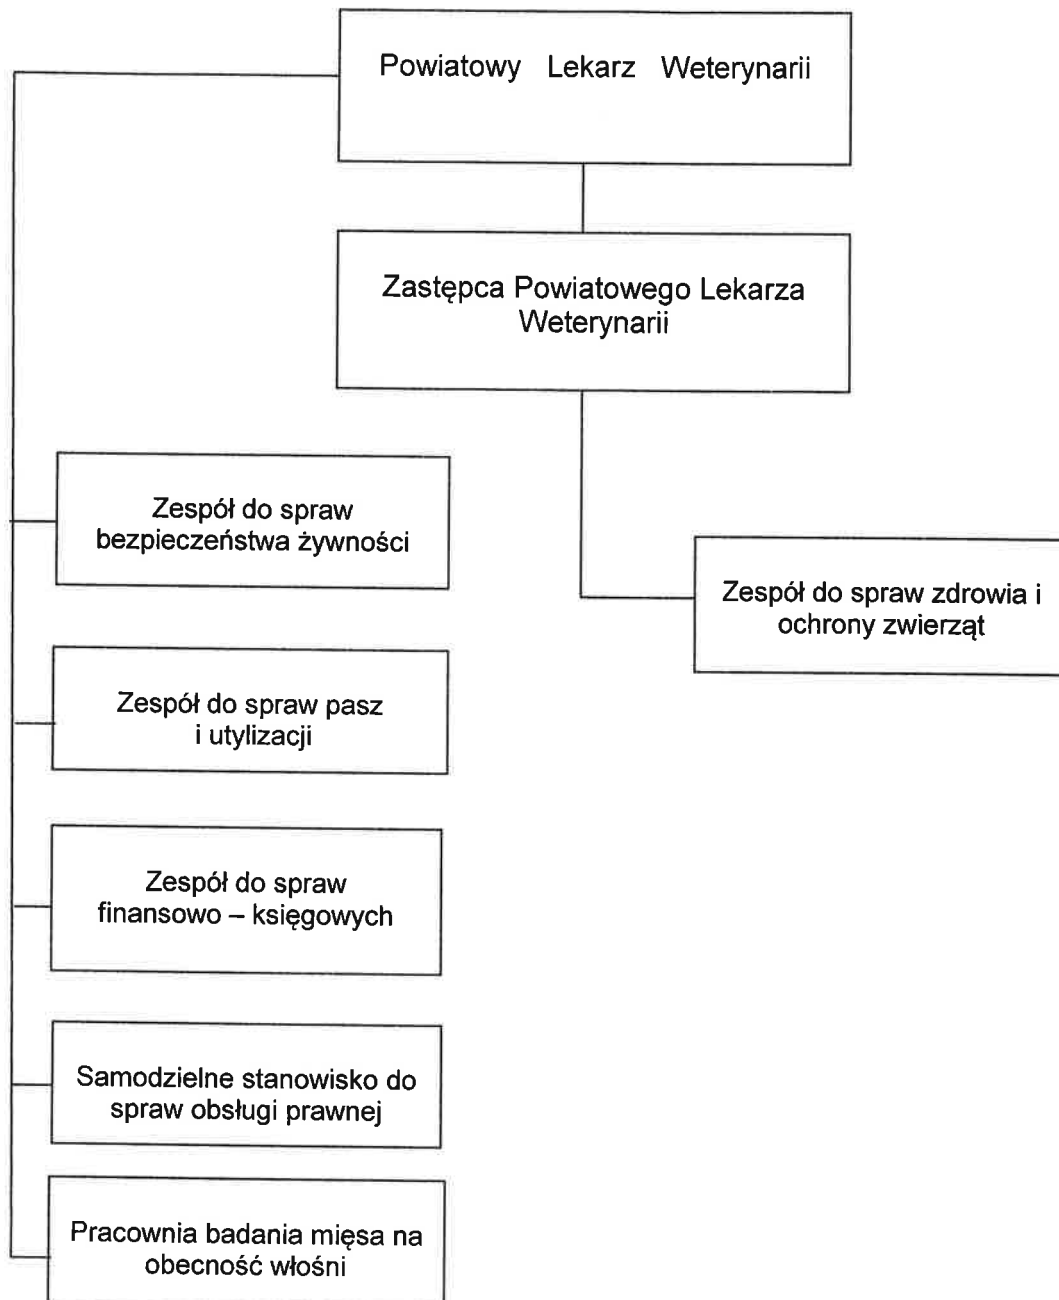 Powiatowy Lekarz Weterynarii
Zastępca Powiatowego Lekarza
Weterynarii
Zespół do spraw
bezpieczeństwa żywności
Zespół do spraw zdrowia i
ochrony zwierząt
Zespół do spraw pasz
i utylizacji
Zespół do spraw
finansowo – księgowych
Samodzielne stanowisko do
spraw obsługi prawnej
Pracownia badania mięsa na
obecność włośni